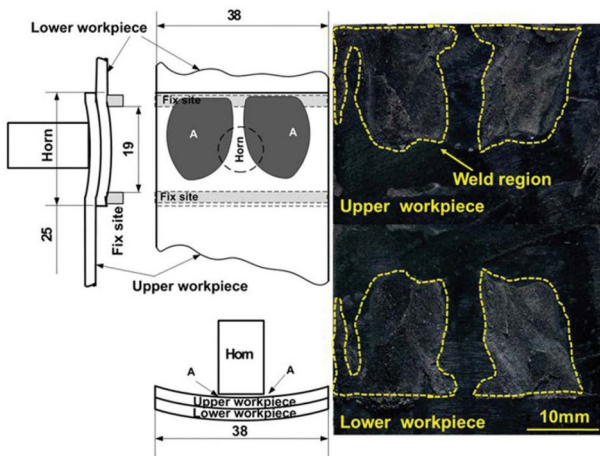 38
Lower workpiece
Fix site
A
A
Horn
Horn
19
Fix site
25
Fix site
Upper workpiece
Horn
A
A
Upper workpiece
Lower workpiece
38
Weld region
Upper workpiece
Lower workpiece
10mm